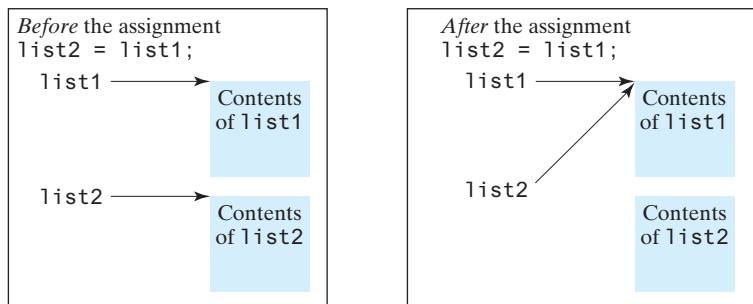 Before the assignment
list2 = list1;
list1
Contents
of list1
list2
Contents
of list2
After the assignment
list2 = list1;
list1
Contents
of list1
list2
Contents
of list2